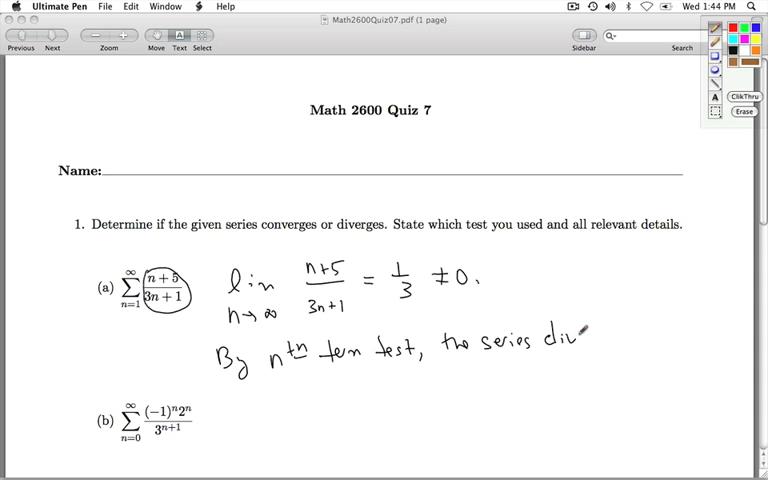 Ultimate Pen File Edit Window Help Wed 1:44 PM
Math2600Quiz07.pdf (1 page)
Previous Next Zoom Move Text Select Sidebar Search
ClikThru
Erase
Math 2600 Quiz 7
Name:
1. Determine if the given series converges or diverges. State which test you used and all relevant details.
(a) ∑_{n=1}^{∞} (n + 5)/(3n + 1) lim_{n→∞} (n+5)/(3n+1) = 1/3 ≠ 0.
By nth term test, the series div
(b) ∑_{n=0}^{∞} ((-1)^n 2^n)/(3^{n+1})